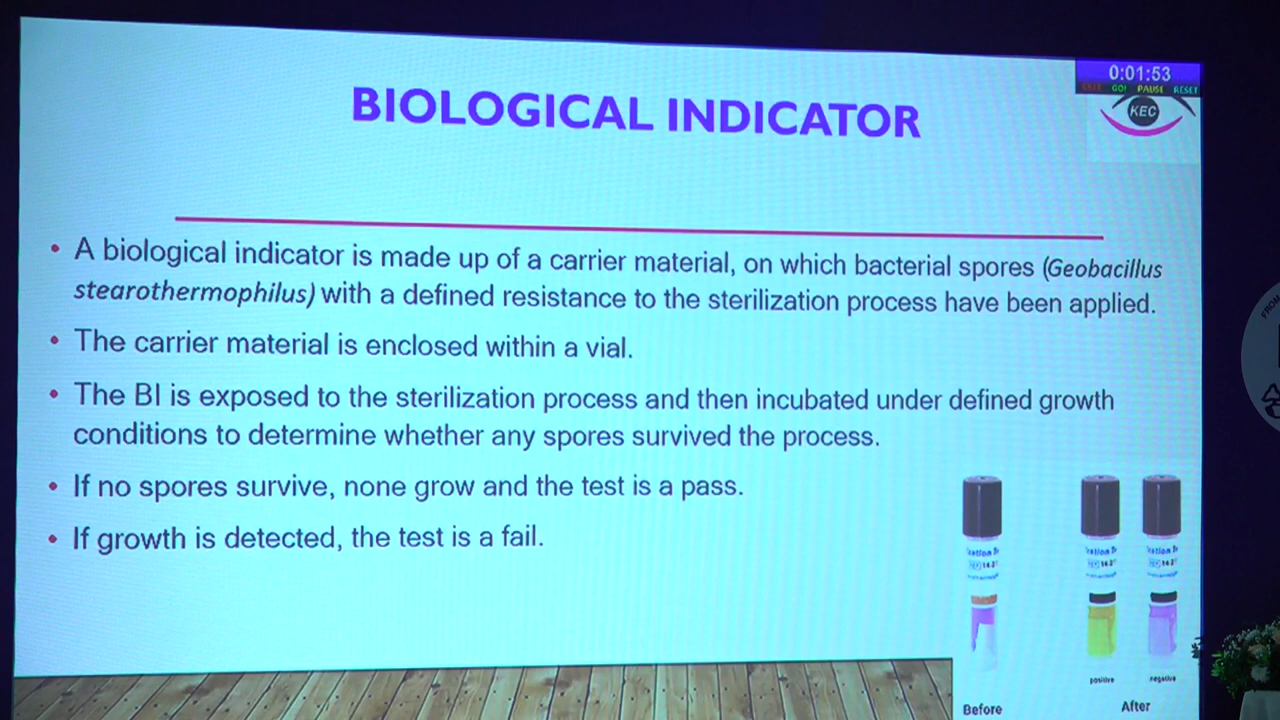 0:01:53
GO! PAUSE RESET
KEC
BIOLOGICAL INDICATOR
• A biological indicator is made up of a carrier material, on which bacterial spores (Geobacillus
stearothermophilus) with a defined resistance to the sterilization process have been applied.
• The carrier material is enclosed within a vial.
• The BI is exposed to the sterilization process and then incubated under defined growth
conditions to determine whether any spores survived the process.
• If no spores survive, none grow and the test is a pass.
• If growth is detected, the test is a fail.
positive negative
Before After